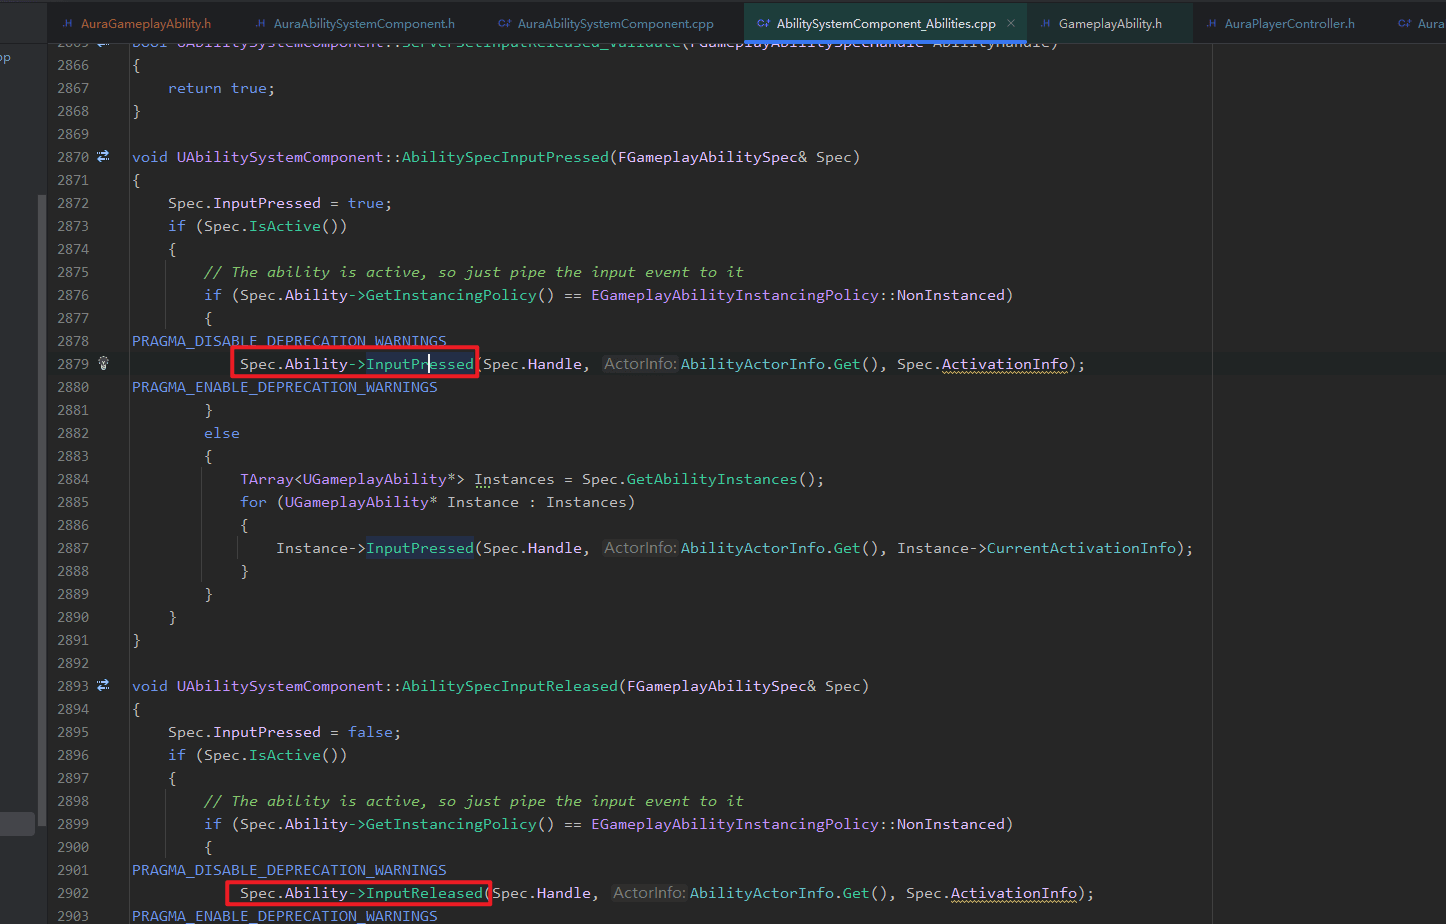 .H AuraGameplayAbility.h
.H AuraAbilitySystemComponent.h
C++ AuraAbilitySystemComponent.cpp
C++ AbilitySystemComponent_Abilities.cpp ×
.H GameplayAbility.h
.H AuraPlayerController.h
C++ Aura
pp
2865 bool UAbilitySystemComponent::ServerSetInputReleased_Validate(FGameplayAbilitySpecHandle AbilityHandle)
2866 {
2867 return true;
2868 }
2869
2870 void UAbilitySystemComponent::AbilitySpecInputPressed(FGameplayAbilitySpec& Spec)
2871 {
2872 Spec.InputPressed = true;
2873 if (Spec.IsActive())
2874 {
2875 // The ability is active, so just pipe the input event to it
2876 if (Spec.Ability->GetInstancingPolicy() == EGameplayAbilityInstancingPolicy::NonInstanced)
2877 {
2878 PRAGMA_DISABLE_DEPRECATION_WARNINGS
2879 Spec.Ability->InputPressed(Spec.Handle, ActorInfo: AbilityActorInfo.Get(), Spec.ActivationInfo);
2880 PRAGMA_ENABLE_DEPRECATION_WARNINGS
2881 }
2882 else
2883 {
2884 TArray<UGameplayAbility*> Instances = Spec.GetAbilityInstances();
2885 for (UGameplayAbility* Instance : Instances)
2886 {
2887 Instance->InputPressed(Spec.Handle, ActorInfo: AbilityActorInfo.Get(), Instance->CurrentActivationInfo);
2888 }
2889 }
2890 }
2891 }
2892
2893 void UAbilitySystemComponent::AbilitySpecInputReleased(FGameplayAbilitySpec& Spec)
2894 {
2895 Spec.InputPressed = false;
2896 if (Spec.IsActive())
2897 {
2898 // The ability is active, so just pipe the input event to it
2899 if (Spec.Ability->GetInstancingPolicy() == EGameplayAbilityInstancingPolicy::NonInstanced)
2900 {
2901 PRAGMA_DISABLE_DEPRECATION_WARNINGS
2902 Spec.Ability->InputReleased(Spec.Handle, ActorInfo: AbilityActorInfo.Get(), Spec.ActivationInfo);
2903 PRAGMA_ENABLE_DEPRECATION_WARNINGS